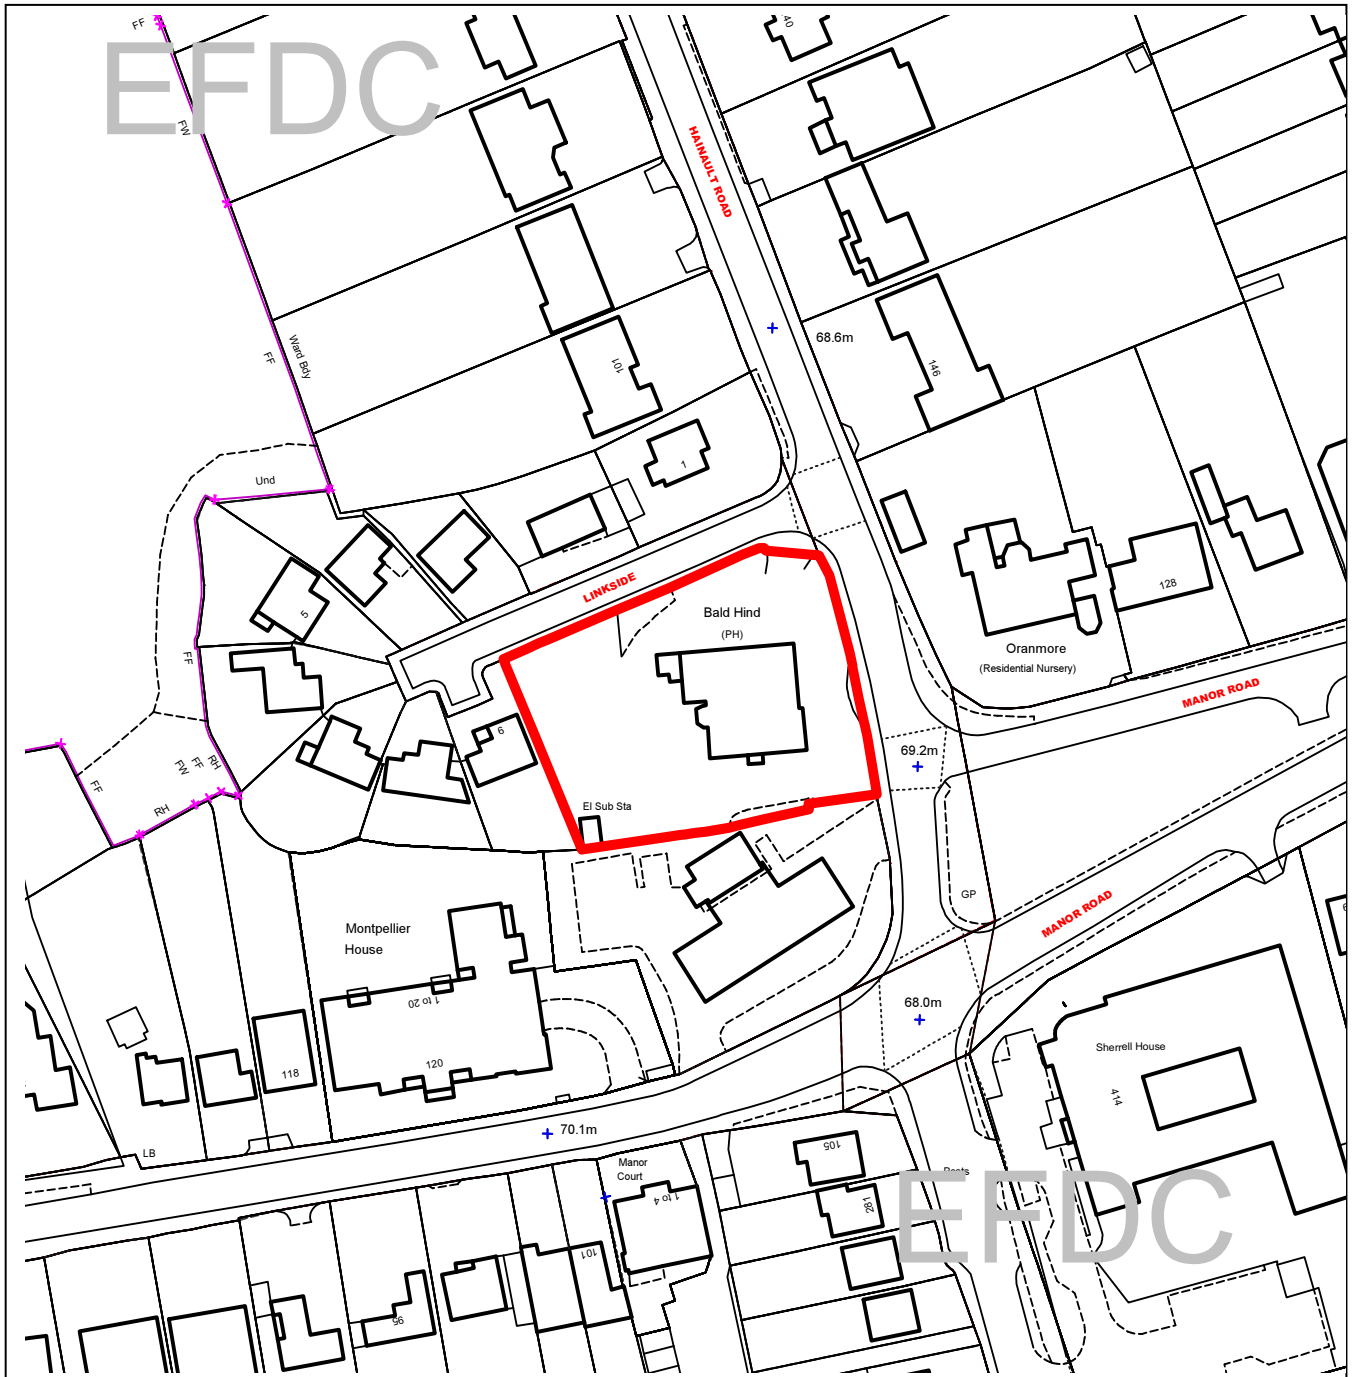 EFDC
FF
40
FW
HAINAULT ROAD
68.6m
Ward Bdy
FF
101
146
1
Und
LINKSIDE
5
Bald Hind
(PH)
128
Oranmore
(Residential Nursery)
FF
MANOR ROAD
6
69.2m
RH
FF
FW
FF
RH
El Sub Sta
GP
MANOR ROAD
Montpellier
House
1 to 20
68.0m
Sherrell House
120
118
414
70.1m
LB
105
Manor
Court
1 to 4
281
Posts
EFDC
101
95